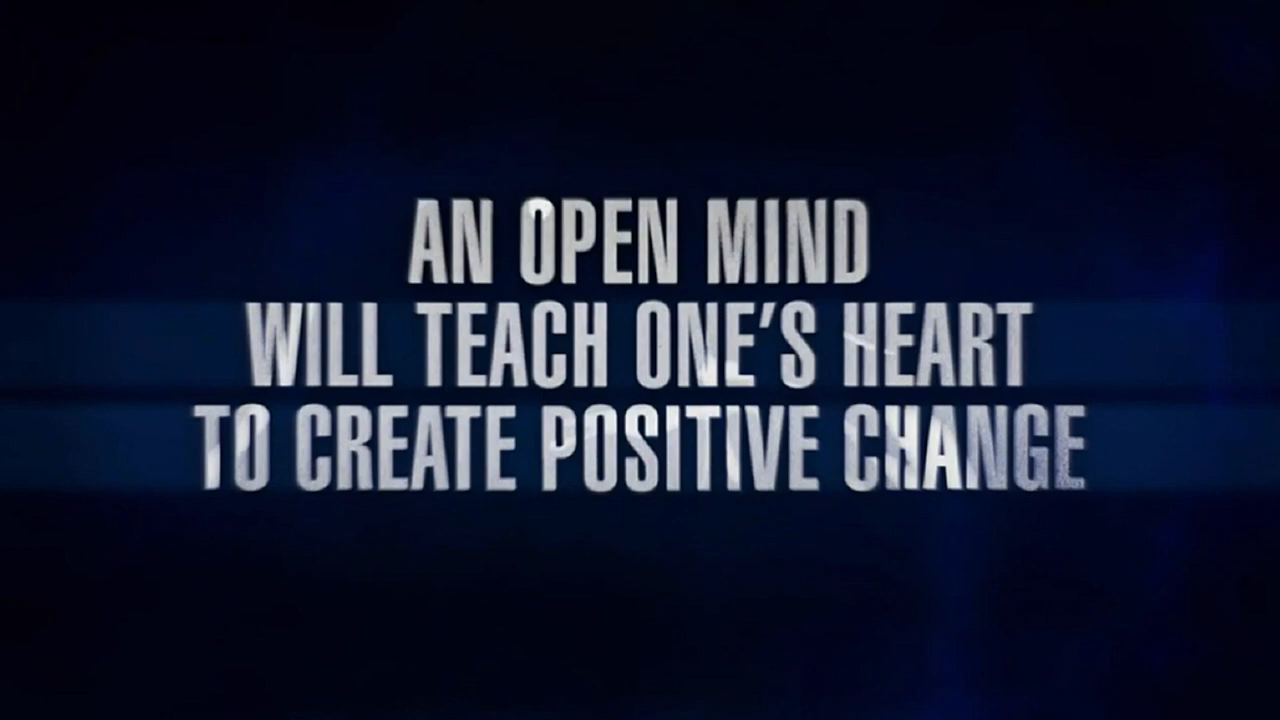 AN OPEN MIND
WILL TEACH ONE'S HEART
TO CREATE POSITIVE CHANGE